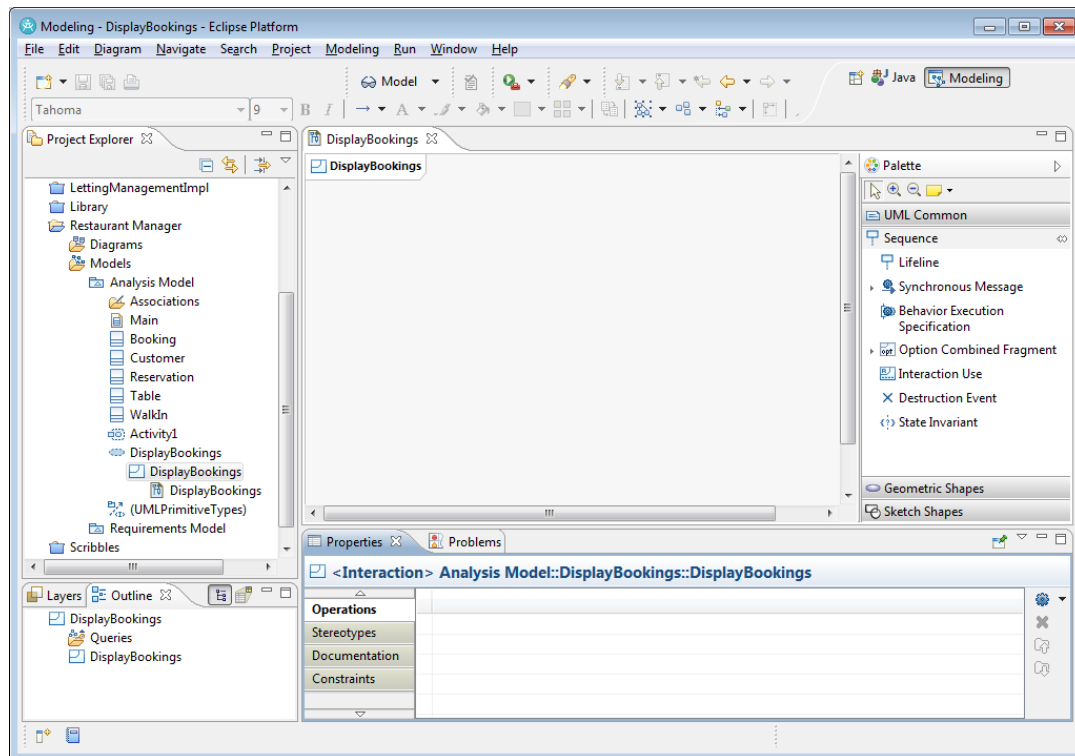 Modeling - DisplayBookings - Eclipse Platform
File Edit Diagram Navigate Search Project Modeling Run Window Help
Model
Java
Modeling
Tahoma
9
B I
A
Project Explorer
LettingManagementImpl
Library
Restaurant Manager
Diagrams
Models
Analysis Model
Associations
Main
Booking
Customer
Reservation
Table
WalkIn
Activity1
DisplayBookings
DisplayBookings
DisplayBookings
(UMLPrimitiveTypes)
Requirements Model
Scribbles
Layers
Outline
DisplayBookings
Queries
DisplayBookings
DisplayBookings
DisplayBookings
Palette
UML Common
Sequence
Lifeline
Synchronous Message
Behavior Execution
Specification
opt
Option Combined Fragment
Interaction Use
Destruction Event
State Invariant
Geometric Shapes
Sketch Shapes
Properties
Problems
<Interaction> Analysis Model::DisplayBookings::DisplayBookings
Operations
Stereotypes
Documentation
Constraints